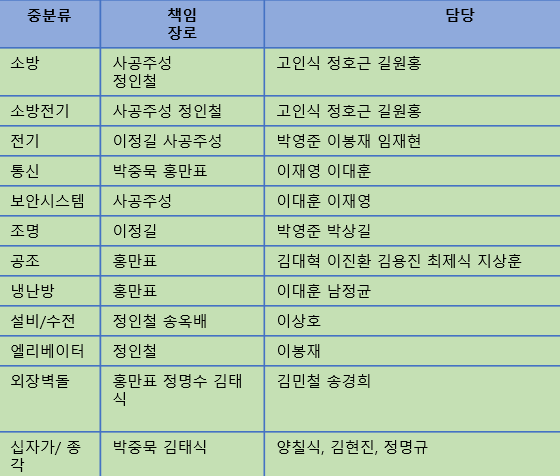 중분류 책임 담당
장로
소방 사공주성 고인식 정호근 길원홍
정인철
소방전기 사공주성 정인철 고인식 정호근 길원홍
전기 이정길 사공주성 박영준 이봉재 임재현
통신 박중묵 홍만표 이재영 이대훈
보안시스템 사공주성 이대훈 이재영
조명 이정길 박영준 박상길
공조 홍만표 김대혁 이진환 김용진 최제식 지상훈
냉난방 홍만표 이대훈 남정균
설비/수전 정인철 송옥배 이상호
엘리베이터 정인철 이봉재
외장벽돌 홍만표 정명수 김태 김민철 송경희
식
십자가/ 종 박중묵 김태식 양칠식, 김현진, 정명규
각